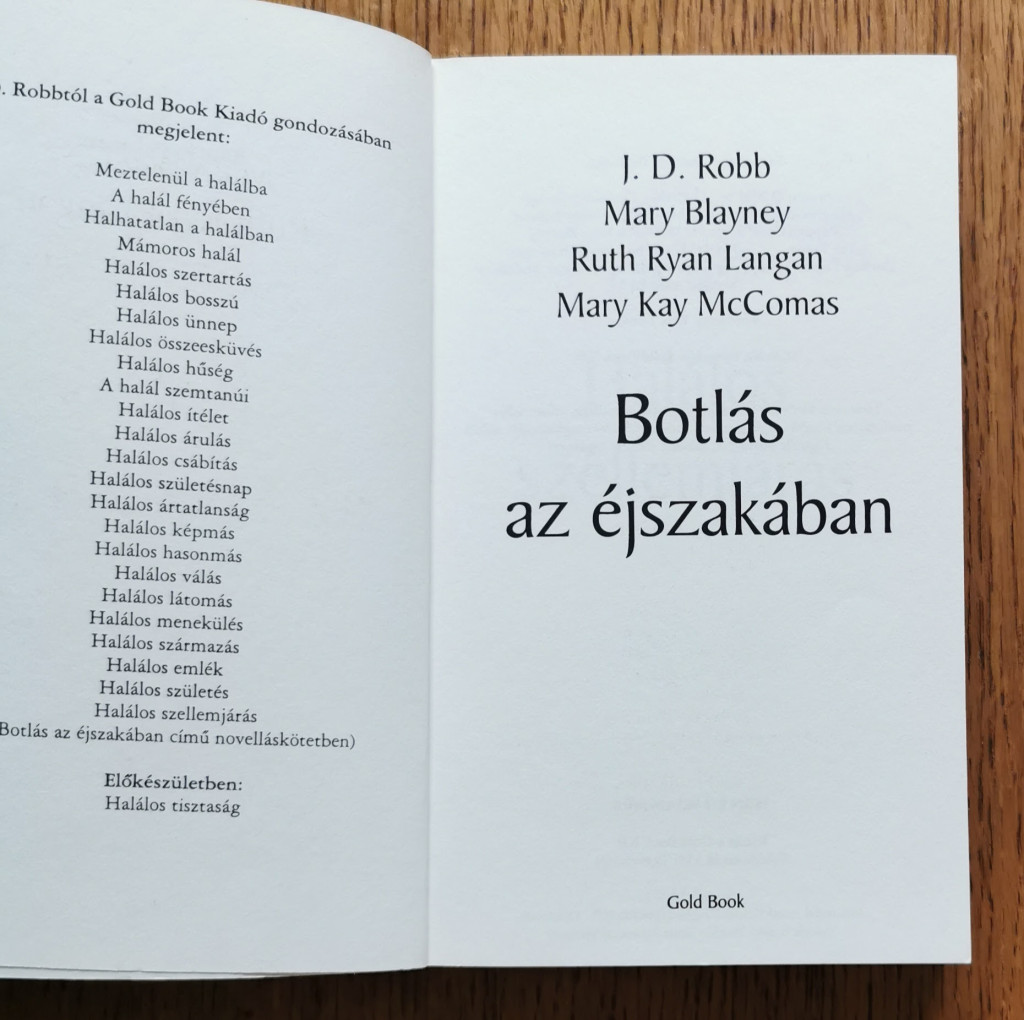 . Robbtól a Gold Book Kiadó gondozásában
megjelent:
Meztelenül a halálba
A halál fényében
Halhatatlan a halálban
Mámoros halál
Halálos szertartás
Halálos bosszú
Halálos ünnep
Halálos összeesküvés
Halálos hűség
A halál szemtanúi
Halálos ítélet
Halálos árulás
Halálos csábítás
Halálos születésnap
Halálos ártatlanság
Halálos képmás
Halálos hasonmás
Halálos válás
Halálos látomás
Halálos menekülés
Halálos származás
Halálos emlék
Halálos születés
Halálos szellemjárás
Botlás az éjszakában című novelláskötetben)
Előkészületben:
Halálos tisztaság
J. D. Robb
Mary Blayney
Ruth Ryan Langan
Mary Kay McComas
Botlás
az éjszakában
Gold Book